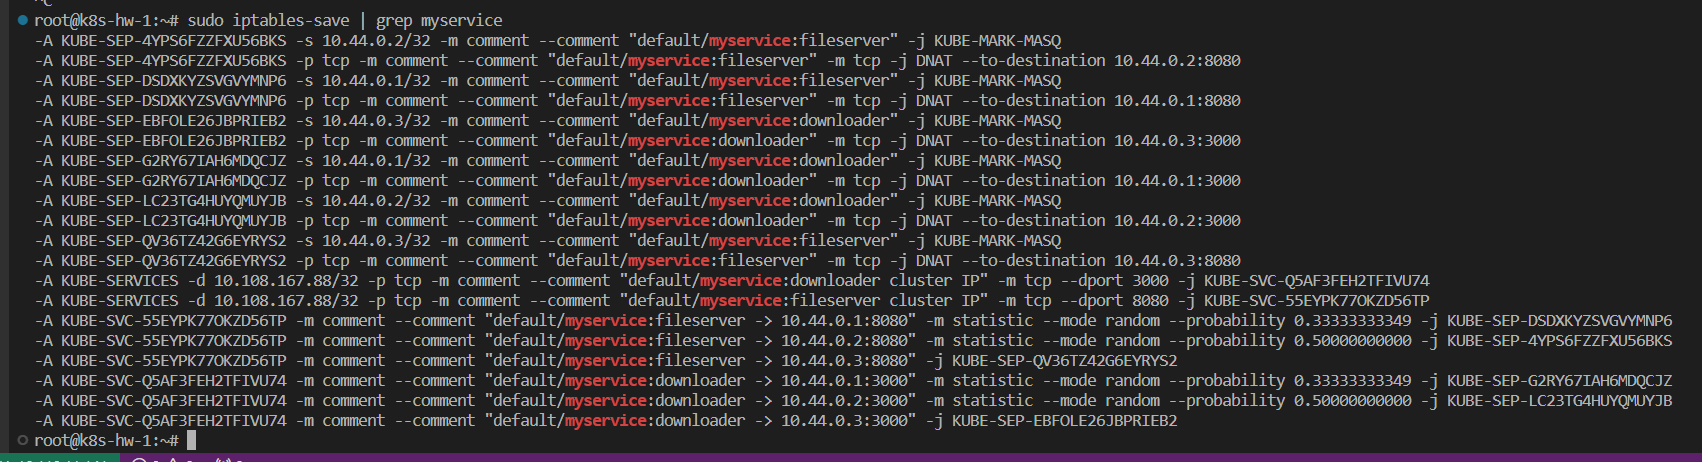 root@k8s-hw-1:~# sudo iptables-save | grep myservice
-A KUBE-SEP-4YPS6FZZFXU56BKS -s 10.44.0.2/32 -m comment --comment "default/myservice:fileserver" -j KUBE-MARK-MASQ
-A KUBE-SEP-4YPS6FZZFXU56BKS -p tcp -m comment --comment "default/myservice:fileserver" -m tcp -j DNAT --to-destination 10.44.0.2:8080
-A KUBE-SEP-DSDXKYZSVGVYMNP6 -s 10.44.0.1/32 -m comment --comment "default/myservice:fileserver" -j KUBE-MARK-MASQ
-A KUBE-SEP-DSDXKYZSVGVYMNP6 -p tcp -m comment --comment "default/myservice:fileserver" -m tcp -j DNAT --to-destination 10.44.0.1:8080
-A KUBE-SEP-EBFOLE26JBPRIEB2 -s 10.44.0.3/32 -m comment --comment "default/myservice:downloader" -j KUBE-MARK-MASQ
-A KUBE-SEP-EBFOLE26JBPRIEB2 -p tcp -m comment --comment "default/myservice:downloader" -m tcp -j DNAT --to-destination 10.44.0.3:3000
-A KUBE-SEP-G2RY67IAH6MDQCJZ -s 10.44.0.1/32 -m comment --comment "default/myservice:downloader" -j KUBE-MARK-MASQ
-A KUBE-SEP-G2RY67IAH6MDQCJZ -p tcp -m comment --comment "default/myservice:downloader" -m tcp -j DNAT --to-destination 10.44.0.1:3000
-A KUBE-SEP-LC23TG4HUYQMUYJB -s 10.44.0.2/32 -m comment --comment "default/myservice:downloader" -j KUBE-MARK-MASQ
-A KUBE-SEP-LC23TG4HUYQMUYJB -p tcp -m comment --comment "default/myservice:downloader" -m tcp -j DNAT --to-destination 10.44.0.2:3000
-A KUBE-SEP-QV36TZ42G6EYRYS2 -s 10.44.0.3/32 -m comment --comment "default/myservice:fileserver" -j KUBE-MARK-MASQ
-A KUBE-SEP-QV36TZ42G6EYRYS2 -p tcp -m comment --comment "default/myservice:fileserver" -m tcp -j DNAT --to-destination 10.44.0.3:8080
-A KUBE-SERVICES -d 10.108.167.88/32 -p tcp -m comment --comment "default/myservice:downloader cluster IP" -m tcp --dport 3000 -j KUBE-SVC-Q5AF3FEH2TFIVU74
-A KUBE-SERVICES -d 10.108.167.88/32 -p tcp -m comment --comment "default/myservice:fileserver cluster IP" -m tcp --dport 8080 -j KUBE-SVC-55EYPK77OKZD56TP
-A KUBE-SVC-55EYPK77OKZD56TP -m comment --comment "default/myservice:fileserver -> 10.44.0.1:8080" -m statistic --mode random --probability 0.33333333349 -j KUBE-SEP-DSDXKYZSVGVYMNP6
-A KUBE-SVC-55EYPK77OKZD56TP -m comment --comment "default/myservice:fileserver -> 10.44.0.2:8080" -m statistic --mode random --probability 0.50000000000 -j KUBE-SEP-4YPS6FZZFXU56BKS
-A KUBE-SVC-55EYPK77OKZD56TP -m comment --comment "default/myservice:fileserver -> 10.44.0.3:8080" -j KUBE-SEP-QV36TZ42G6EYRYS2
-A KUBE-SVC-Q5AF3FEH2TFIVU74 -m comment --comment "default/myservice:downloader -> 10.44.0.1:3000" -m statistic --mode random --probability 0.33333333349 -j KUBE-SEP-G2RY67IAH6MDQCJZ
-A KUBE-SVC-Q5AF3FEH2TFIVU74 -m comment --comment "default/myservice:downloader -> 10.44.0.2:3000" -m statistic --mode random --probability 0.50000000000 -j KUBE-SEP-LC23TG4HUYQMUYJB
-A KUBE-SVC-Q5AF3FEH2TFIVU74 -m comment --comment "default/myservice:downloader -> 10.44.0.3:3000" -j KUBE-SEP-EBFOLE26JBPRIEB2
root@k8s-hw-1:~#